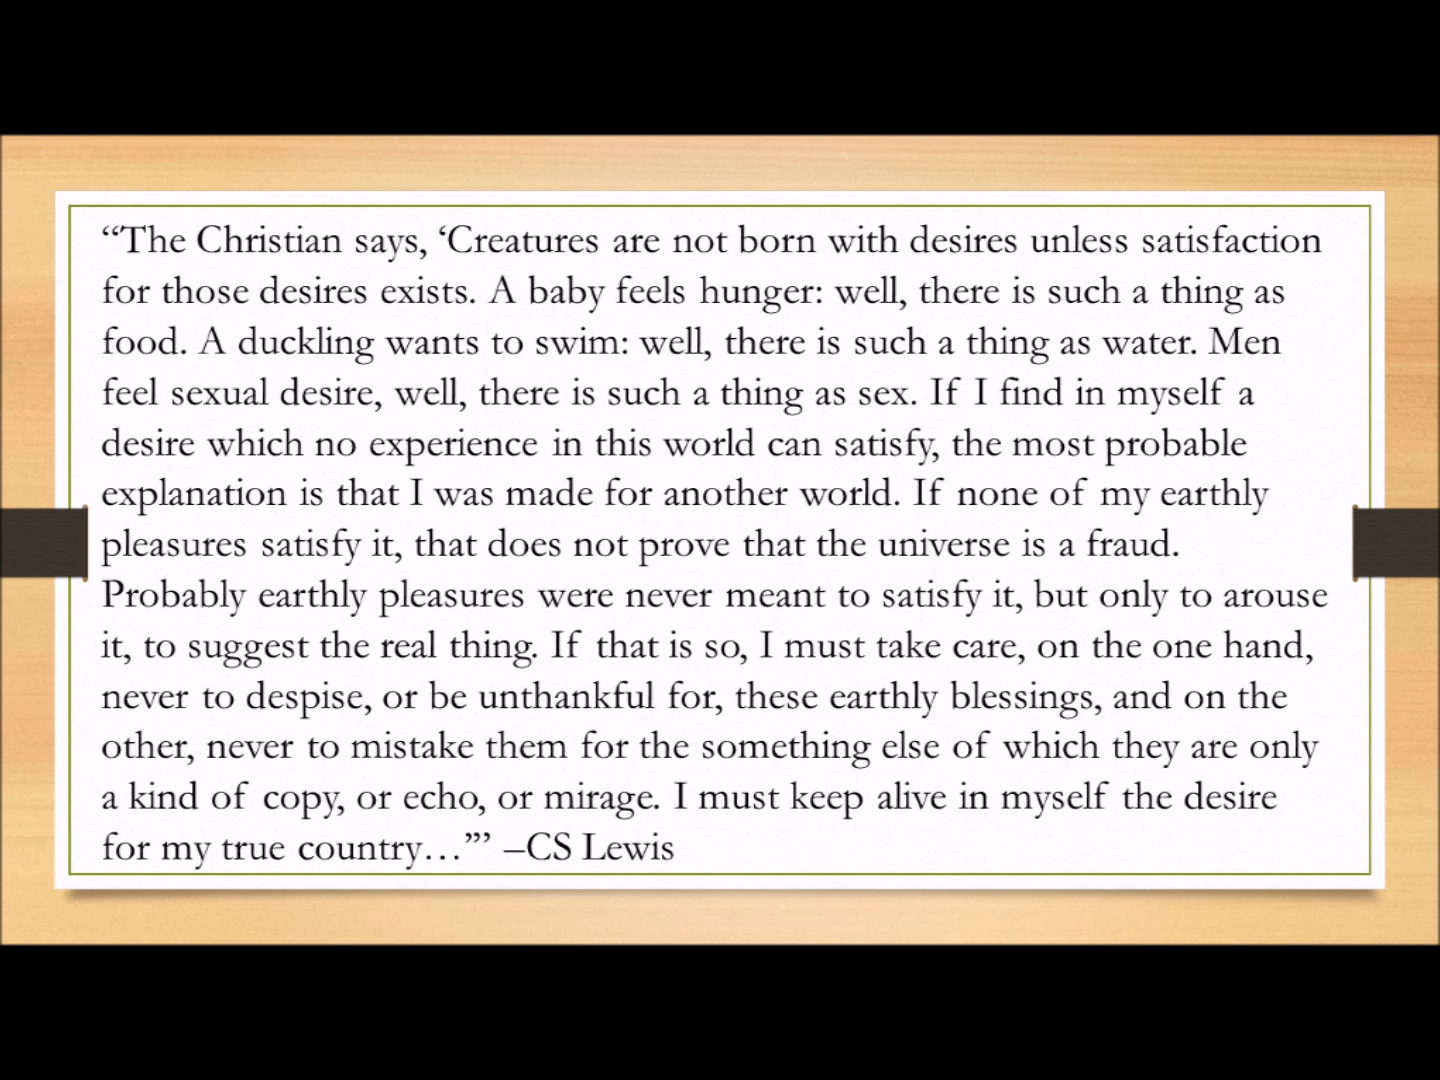 “The Christian says, ‘Creatures are not born with desires unless satisfaction
for those desires exists. A baby feels hunger: well, there is such a thing as
food. A duckling wants to swim: well, there is such a thing as water. Men
feel sexual desire, well, there is such a thing as sex. If I find in myself a
desire which no experience in this world can satisfy, the most probable
explanation is that I was made for another world. If none of my earthly
pleasures satisfy it, that does not prove that the universe is a fraud.
Probably earthly pleasures were never meant to satisfy it, but only to arouse
it, to suggest the real thing. If that is so, I must take care, on the one hand,
never to despise, or be unthankful for, these earthly blessings, and on the
other, never to mistake them for the something else of which they are only
a kind of copy, or echo, or mirage. I must keep alive in myself the desire
for my true country…”’ –CS Lewis